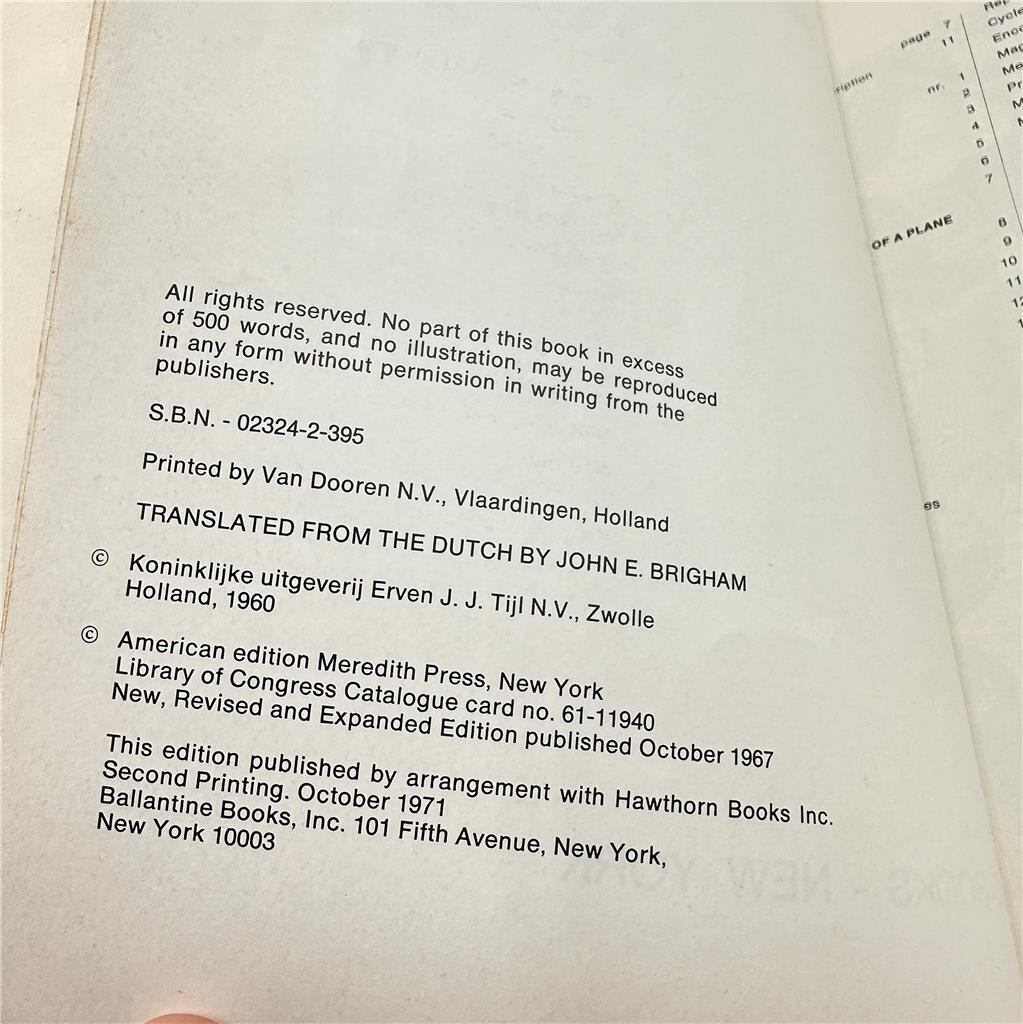 All rights reserved. No part of this book in excess
of 500 words, and no illustration, may be reproduced
in any form without permission in writing from the
publishers.
S.B.N. - 02324-2-395
Printed by Van Dooren N.V., Vlaardingen, Holland
TRANSLATED FROM THE DUTCH BY JOHN E. BRIGHAM
© Koninklijke uitgeverij Erven J. J. Tijl N.V., Zwolle
Holland, 1960
© American edition Meredith Press, New York
Library of Congress Catalogue card no. 61-11940
New, Revised and Expanded Edition published October 1967
This edition published by arrangement with Hawthorn Books Inc.
Second Printing. October 1971
Ballantine Books, Inc. 101 Fifth Avenue, New York,
New York 10003
page 7
11
nr. 1
2
3
4
5
6
7
OF A PLANE 8
9
10
11